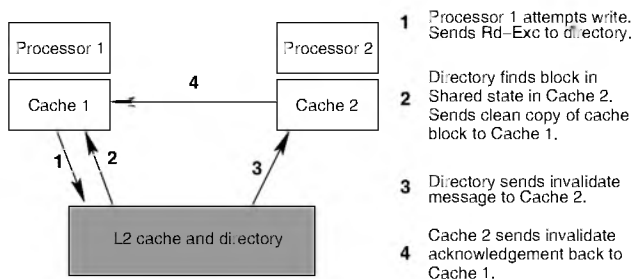 Processor 1
Processor 2
Cache 1
Cache 2
4
1
2
3
L2 cache and directory
1 Processor 1 attempts write.
Sends Rd-Exc to directory.
2 Directory finds block in
Shared state in Cache 2.
Sends clean copy of cache
block to Cache 1.
3 Directory sends invalidate
message to Cache 2.
4 Cache 2 sends invalidate
acknowledgement back to
Cache 1.